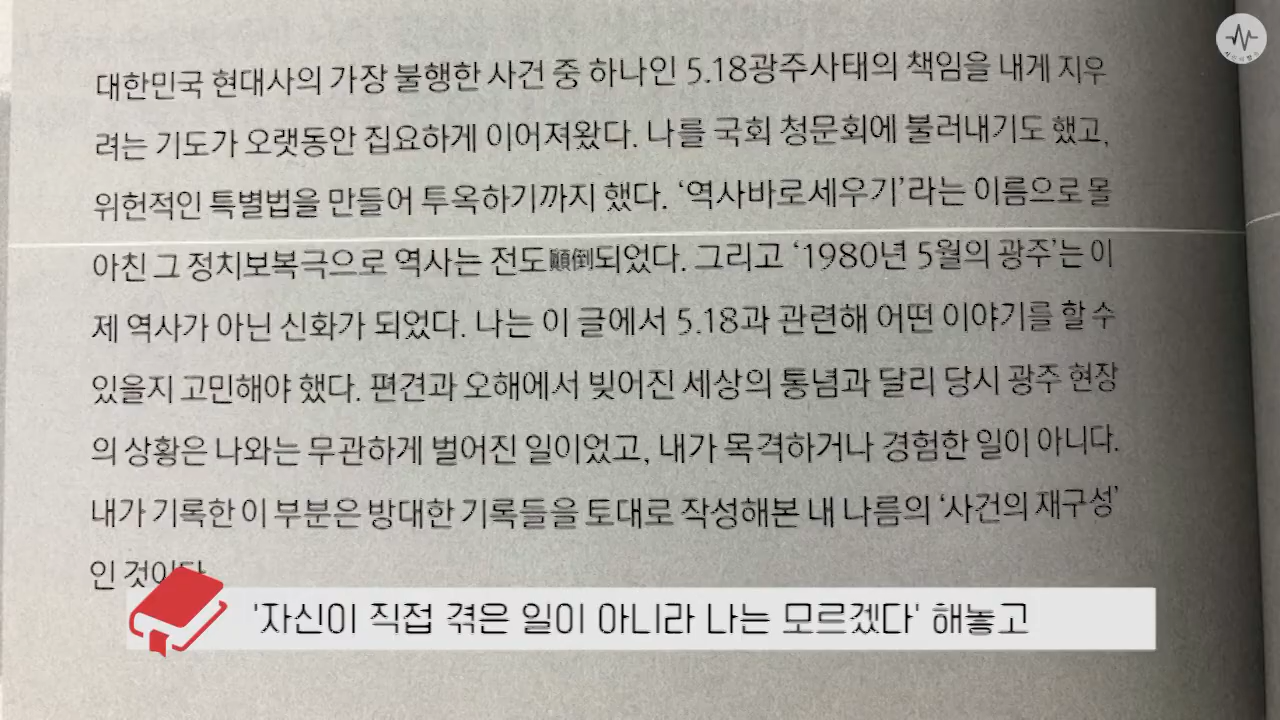 대한민국 현대사의 가장 불행한 사건 중 하나인 5.18광주사태의 책임을 내게 지우
려는 기도가 오랫동안 집요하게 이어져왔다. 나를 국회 청문회에 불러내기도 했고,
위헌적인 특별법을 만들어 투옥하기까지 했다. ‘역사바로세우기’라는 이름으로 몰
아친 그 정치보복극으로 역사는 전도顚倒되었다. 그리고 ‘1980년 5월의 광주’는 이
제 역사가 아닌 신화가 되었다. 나는 이 글에서 5.18과 관련해 어떤 이야기를 할 수
있을지 고민해야 했다. 편견과 오해에서 빚어진 세상의 통념과 달리 당시 광주 현장
의 상황은 나와는 무관하게 벌어진 일이었고, 내가 목격하거나 경험한 일이 아니다.
내가 기록한 이 부분은 방대한 기록들을 토대로 작성해본 내 나름의 ‘사건의 재구성’
인 것이다
'자신이 직접 겪은 일이 아니라 나는 모르겠다' 해놓고